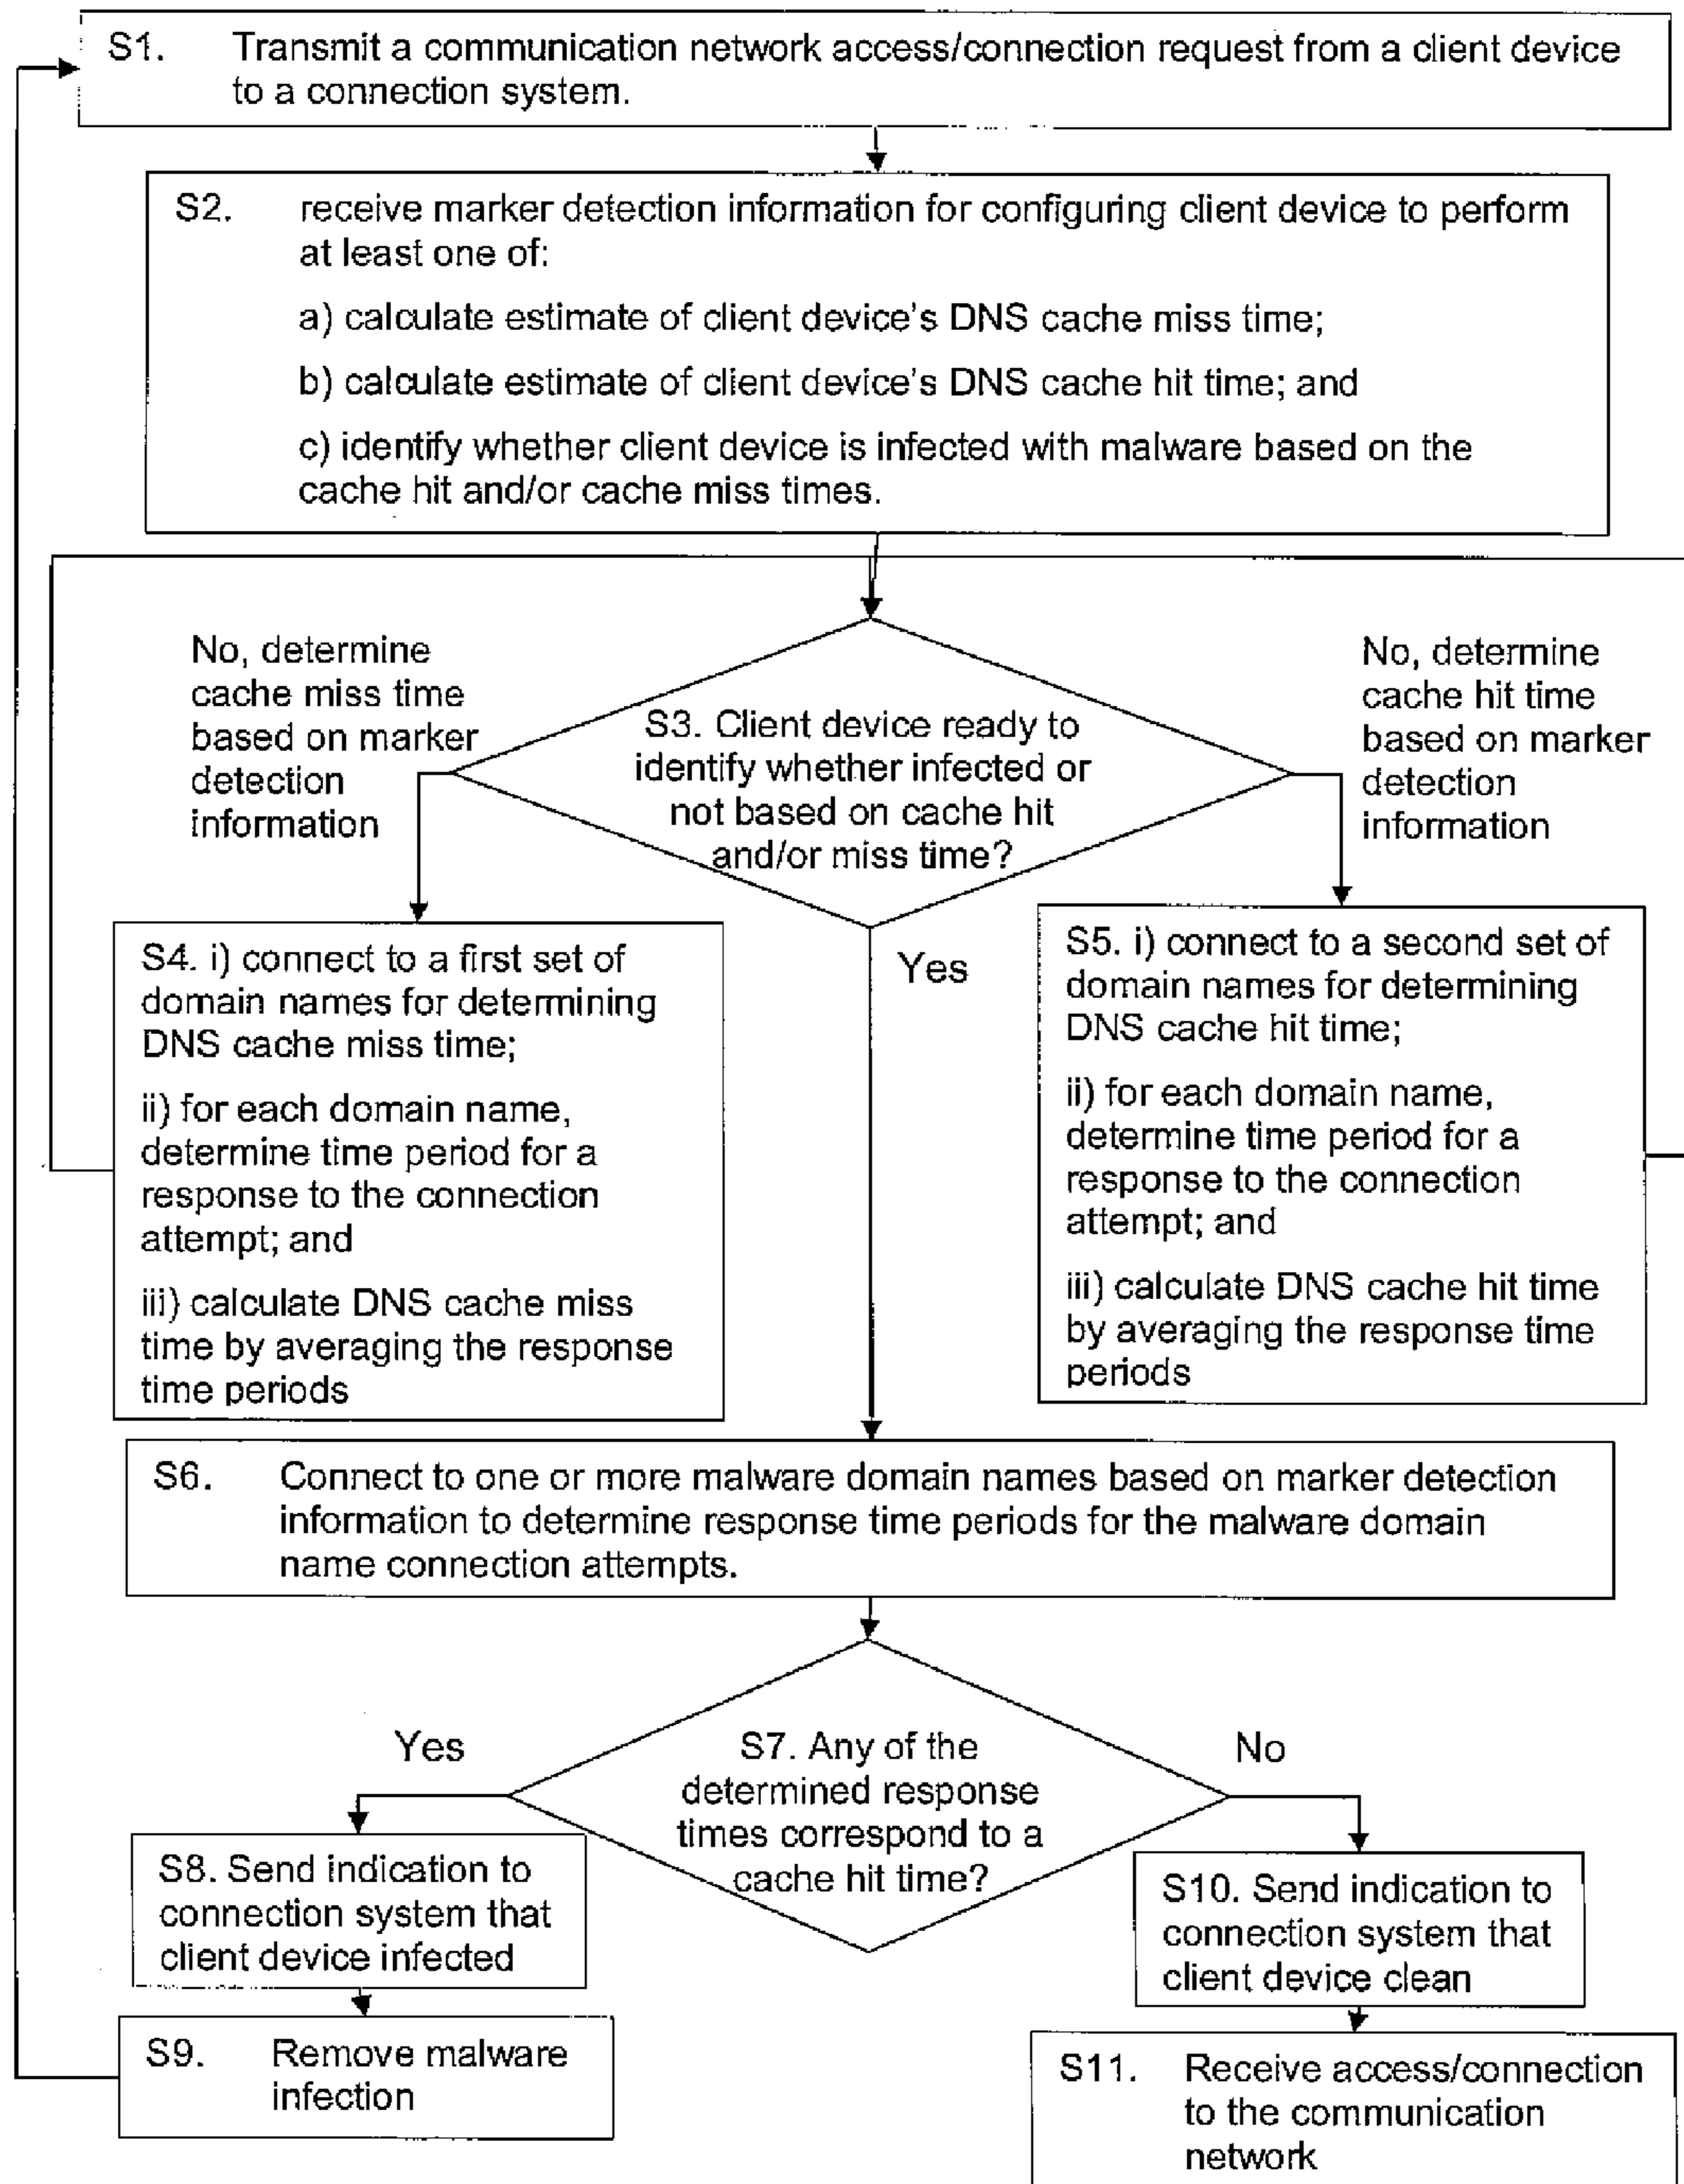 S1. Transmit a communication network access/connection request from a client device
to a connection system.
S2. receive marker detection information for configuring client device to perform
at least one of:
a) calculate estimate of client device's DNS cache miss time;
b) calculate estimate of client device's DNS cache hit time; and
c) identify whether client device is infected with malware based on the
cache hit and/or cache miss times.
No, determine
cache miss time
based on marker
detection
information
S3. Client device ready to
identify whether infected or
not based on cache hit
and/or miss time?
No, determine
cache hit time
based on marker
detection
information
S4. i) connect to a first set of
domain names for determining
DNS cache miss time;
ii) for each domain name,
determine time period for a
response to the connection
attempt; and
iii) calculate DNS cache miss
time by averaging the response
time periods
Yes
S5. i) connect to a second set of
domain names for determining
DNS cache hit time;
ii) for each domain name,
determine time period for a
response to the connection
attempt; and
iii) calculate DNS cache hit time
by averaging the response time
periods
S6. Connect to one or more malware domain names based on marker detection
information to determine response time periods for the malware domain
name connection attempts.
Yes
S7. Any of the
determined response
times correspond to a
cache hit time?
No
S8. Send indication to
connection system that
client device infected
S10. Send indication to
connection system that
client device clean
S9. Remove malware
infection
S11. Receive access/connection
to the communication
network